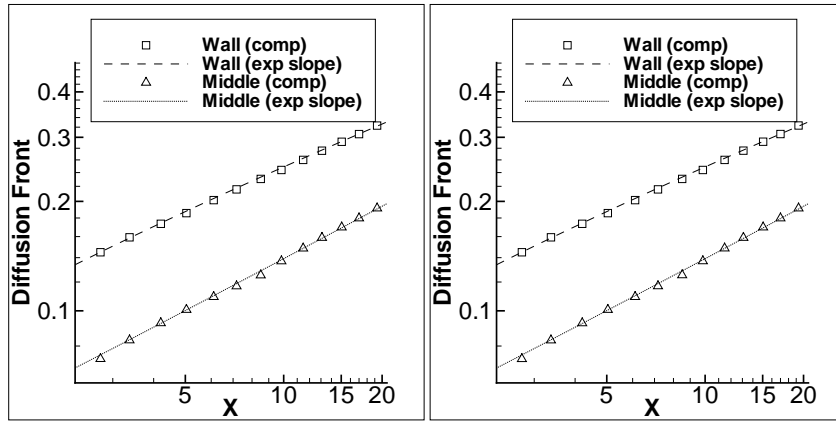 Wall (comp)
Wall (exp slope)
Middle (comp)
Middle (exp slope)
Diffusion Front
0.4
0.3
0.2
0.1
5 10 15 20
X
Wall (comp)
Wall (exp slope)
Middle (comp)
Middle (exp slope)
Diffusion Front
0.4
0.3
0.2
0.1
5 10 15 20
X